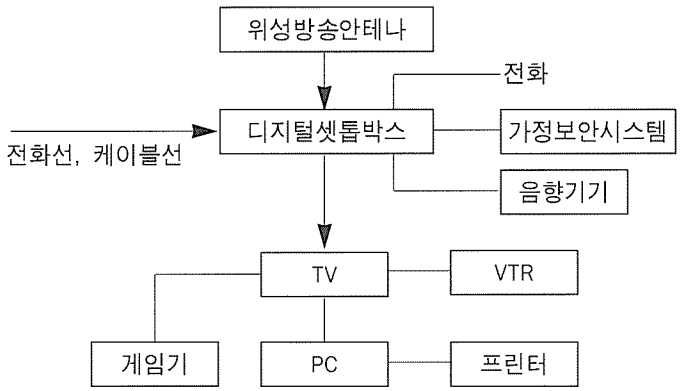 위성방송안테나
전화
디지털셋톱박스
가정보안시스템
전화선, 케이블선
음향기기
TV
VTR
게임기
PC
프린터